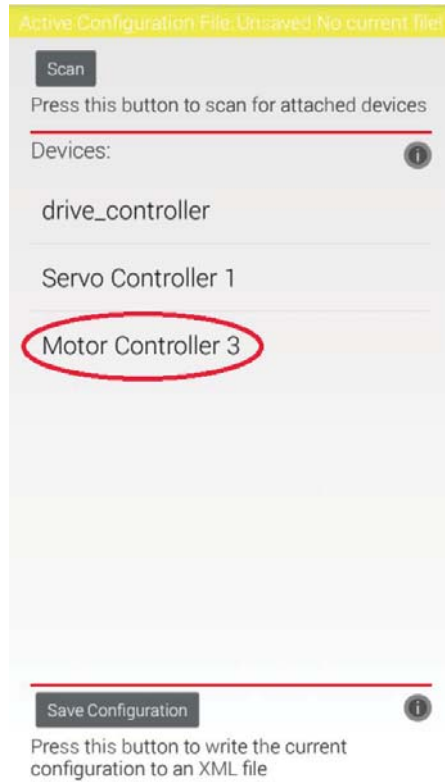 Active Configuration File:Unsaved No current file!
Scan
Press this button to scan for attached devices
Devices:
drive_controller
Servo Controller 1
Motor Controller 3
Save Configuration
Press this button to write the current
configuration to an XML file